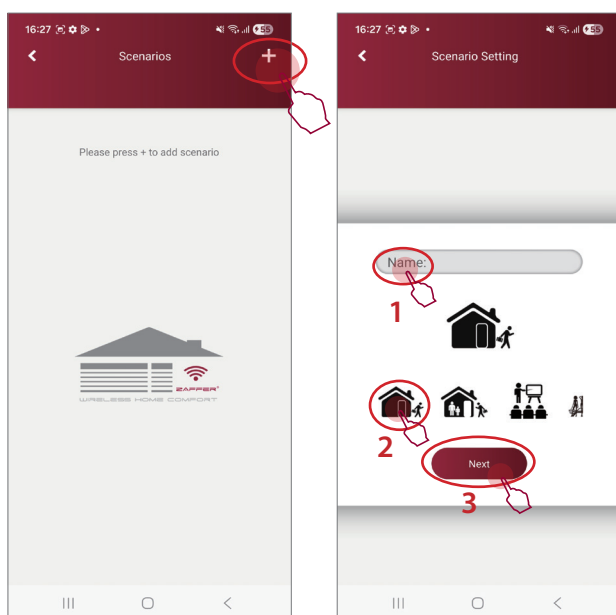 16:27
55
Scenarios
+
Please press + to add scenario
ZAPPER
WIRELESS HOME COMFORT
16:27
55
Scenario Setting
Name:
1
2
Next
3